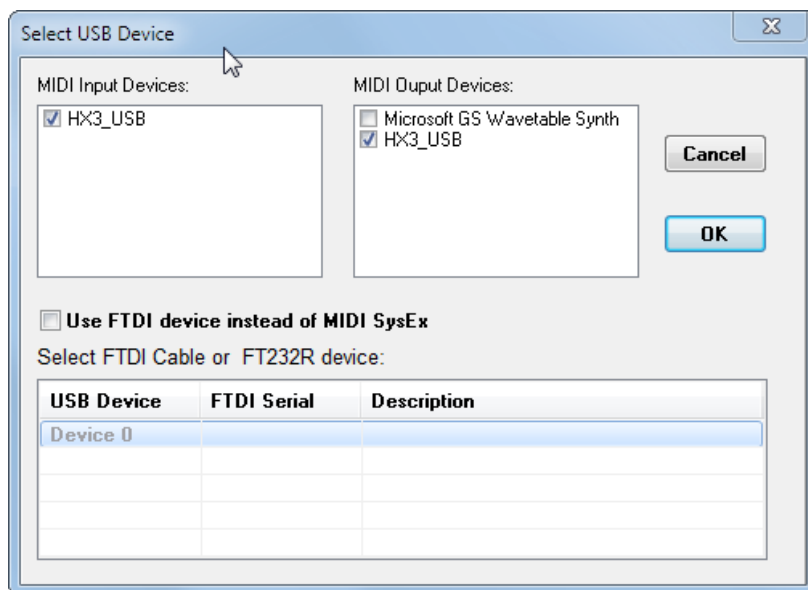 Select USB Device
MIDI Input Devices:
HX3_USB
MIDI Ouput Devices:
Microsoft GS Wavetable Synth
HX3_USB
Cancel
OK
Use FTDI device instead of MIDI SysEx
Select FTDI Cable or FT232R device:
USB Device FTDI Serial Description
Device 0